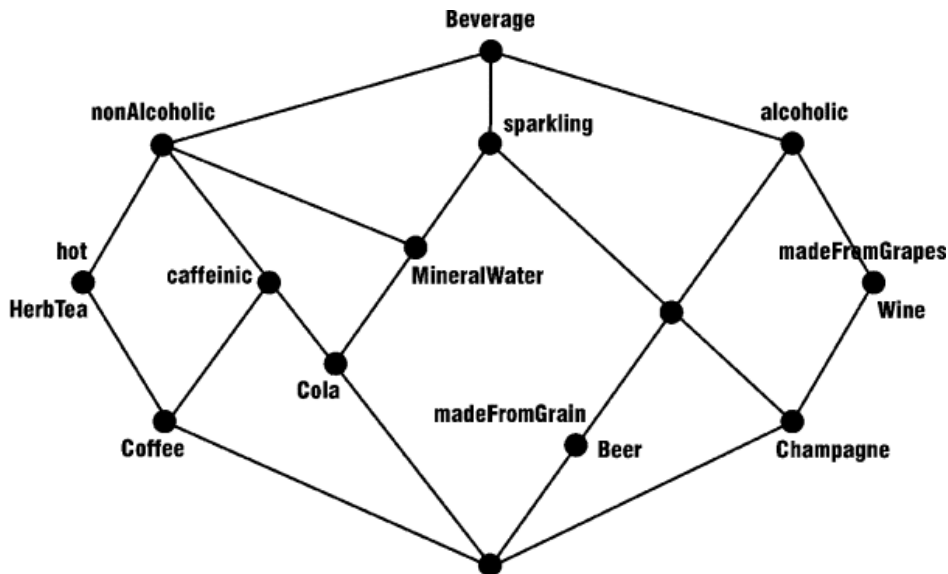 Beverage
nonAlcoholic
sparkling
alcoholic
hot
HerbTea
caffeinic
MineralWater
madeFromGrapes
Wine
Cola
madeFromGrain
Beer
Coffee
Champagne